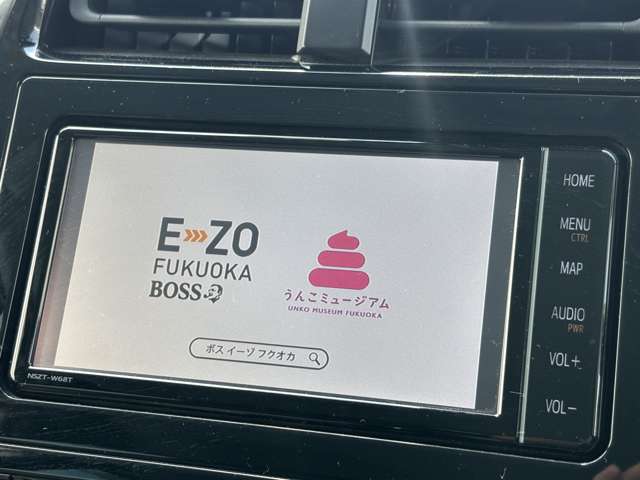 E»»ZO
FUKUOKA
BOSS
うんこミュージアム
UNKO MUSEUM FUKUOKA
ボスイーゾフクオカ
NSZT-W68T
HOME
MENU
CTRL
MAP
AUDIO
PWR
VOL+
VOL−